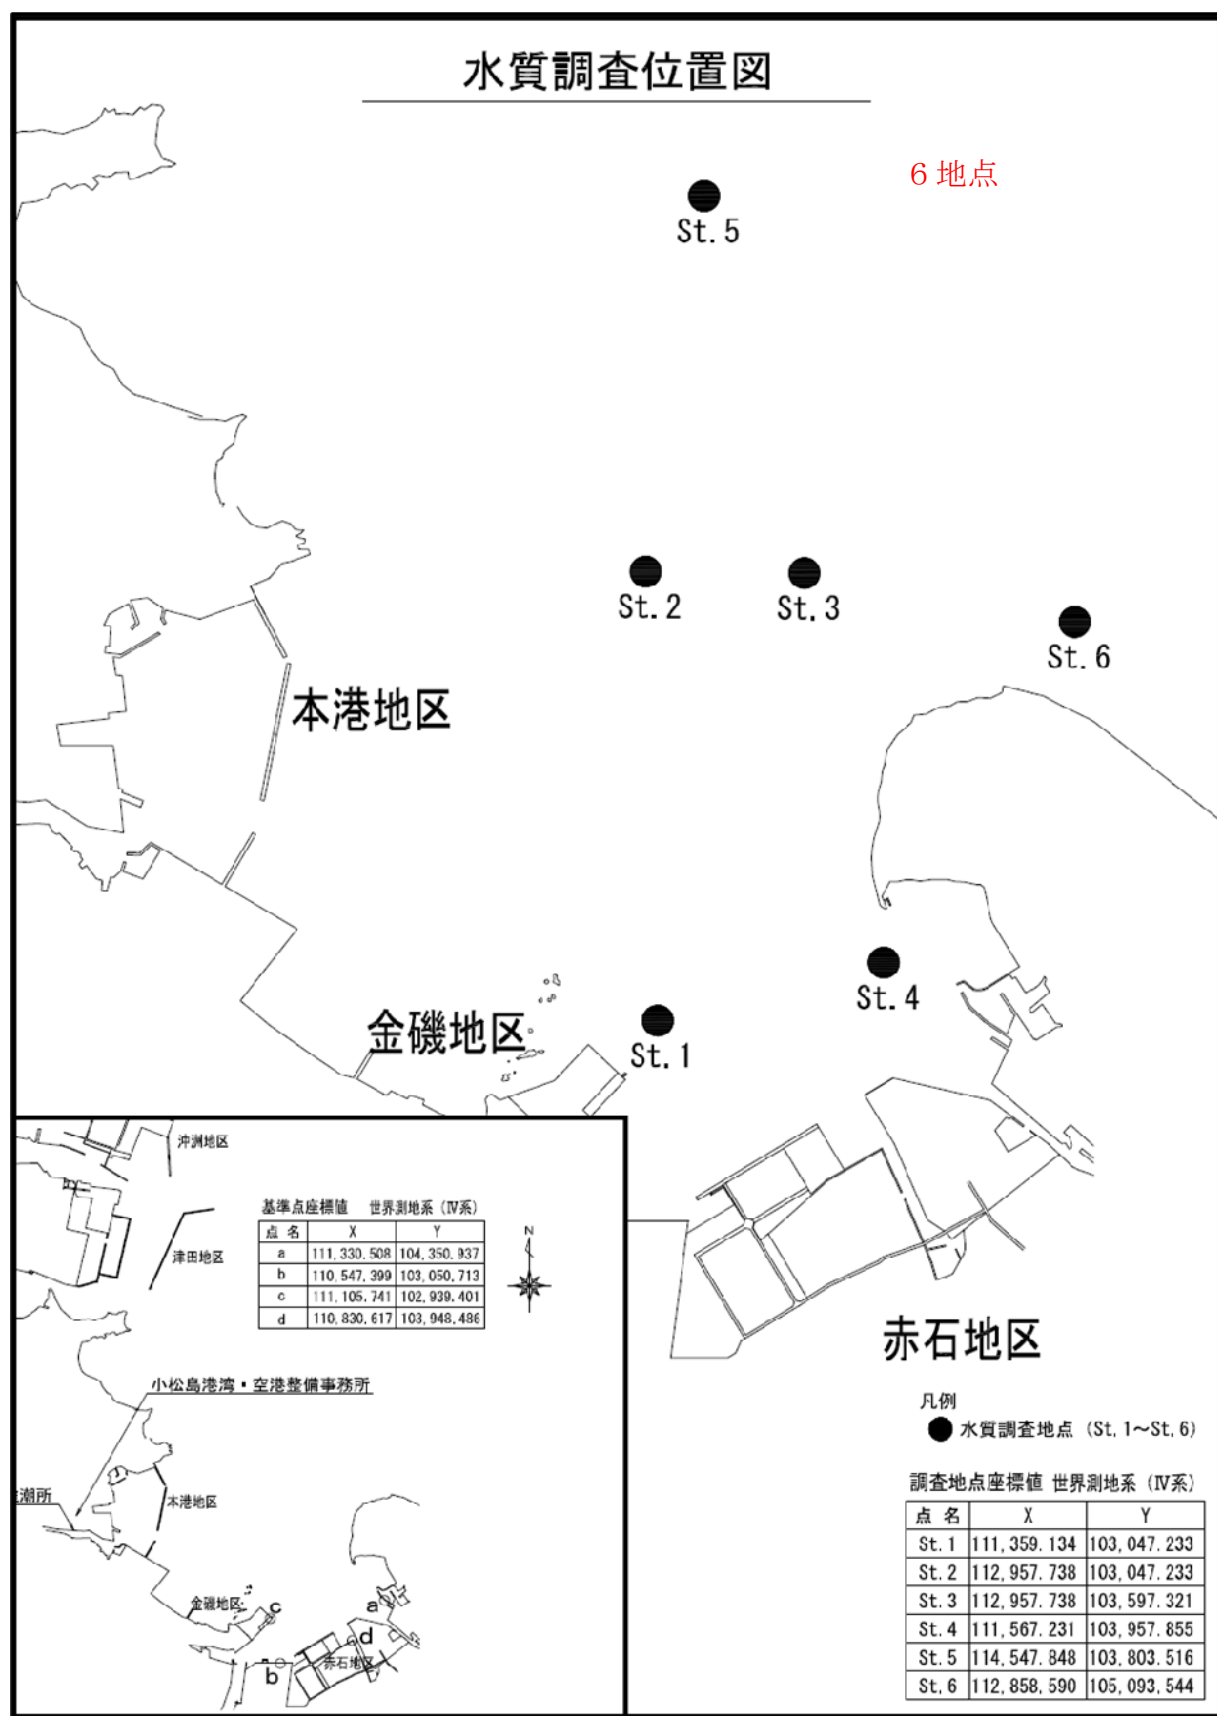 水質調査位置図
6 地点
St. 5
St. 2
St. 3
St. 6
本港地区
St. 4
金磯地区
St. 1
沖洲地区
津田地区
基準点座標値 世界測地系 (Ⅳ系)
点 名 X Y
a 111, 330. 508 104, 350. 937
b 110, 547. 399 103, 050. 713
c 111, 105. 741 102, 939. 401
d 110, 830. 617 103, 948. 486
N
小松島港湾・空港整備事務所
潮所
本港地区
金磯地区
c
a
d
b
赤石地区
赤石地区
凡例
水質調査地点 (St. 1～St. 6)
調査地点座標値 世界測地系 (Ⅳ系)
点 名 X Y
St. 1 111, 359. 134 103, 047. 233
St. 2 112, 957. 738 103, 047. 233
St. 3 112, 957. 738 103, 597. 321
St. 4 111, 567. 231 103, 957. 855
St. 5 114, 547. 848 103, 803. 516
St. 6 112, 858. 590 105, 093. 544